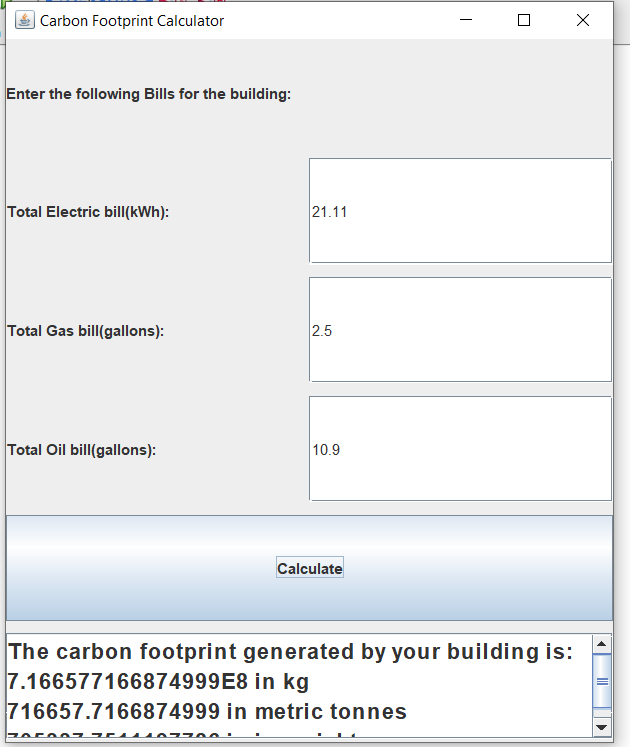 Carbon Footprint Calculator
Enter the following Bills for the building:
Total Electric bill(kWh):
21.11
Total Gas bill(gallons):
2.5
Total Oil bill(gallons):
10.9
Calculate
The carbon footprint generated by your building is:
7.166577166874999E8 in kg
716657.7166874999 in metric tonnes